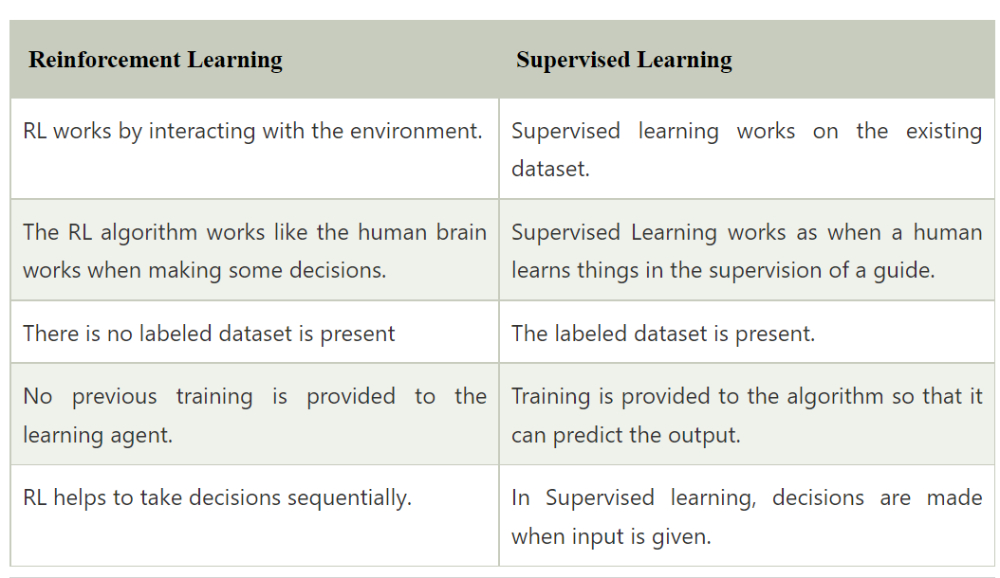 Reinforcement Learning
Supervised Learning
RL works by interacting with the environment.
Supervised learning works on the existing
dataset.
The RL algorithm works like the human brain
works when making some decisions.
Supervised Learning works as when a human
learns things in the supervision of a guide.
There is no labeled dataset is present
The labeled dataset is present.
No previous training is provided to the
learning agent.
Training is provided to the algorithm so that it
can predict the output.
RL helps to take decisions sequentially.
In Supervised learning, decisions are made
when input is given.